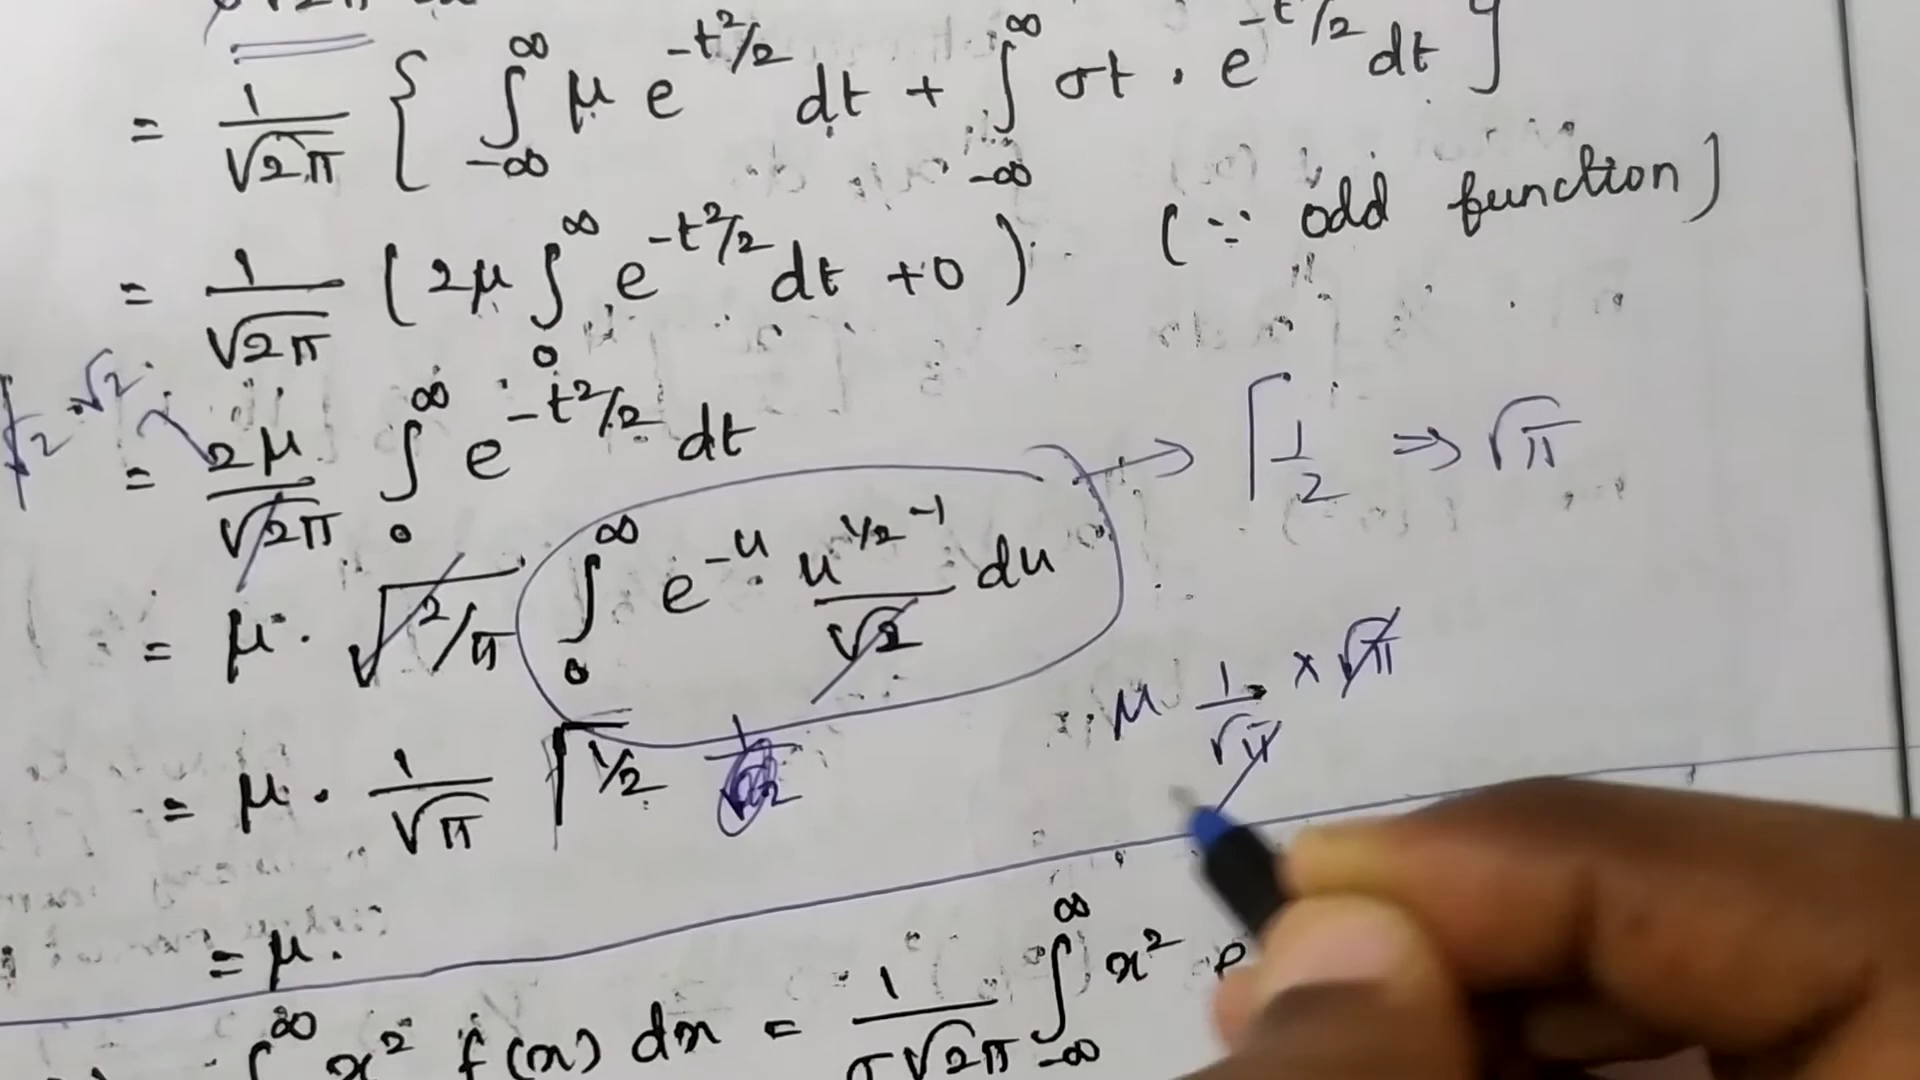 = 1/√2π { ∫_{-∞}^{∞} μ e^{-t²/2} dt + ∫_{-∞}^{∞} σt · e^{-t²/2} dt }
= 1/√2π (2μ ∫_0^∞ e^{-t²/2} dt + 0) (∵ odd function)
√2 · √2
= 2μ/√2π ∫_0^∞ e^{-t²/2} dt
Γ1/2 ⇒ √π
= μ · √2/π ∫_0^∞ e^{-u} u^{1/2 -1}/√2 du
μ 1/√π × √π
= μ · 1/√π Γ1/2
= μ.
∫^∞ x² f(x) dx = 1/σ√2π ∫_{-∞}^{∞} x² e